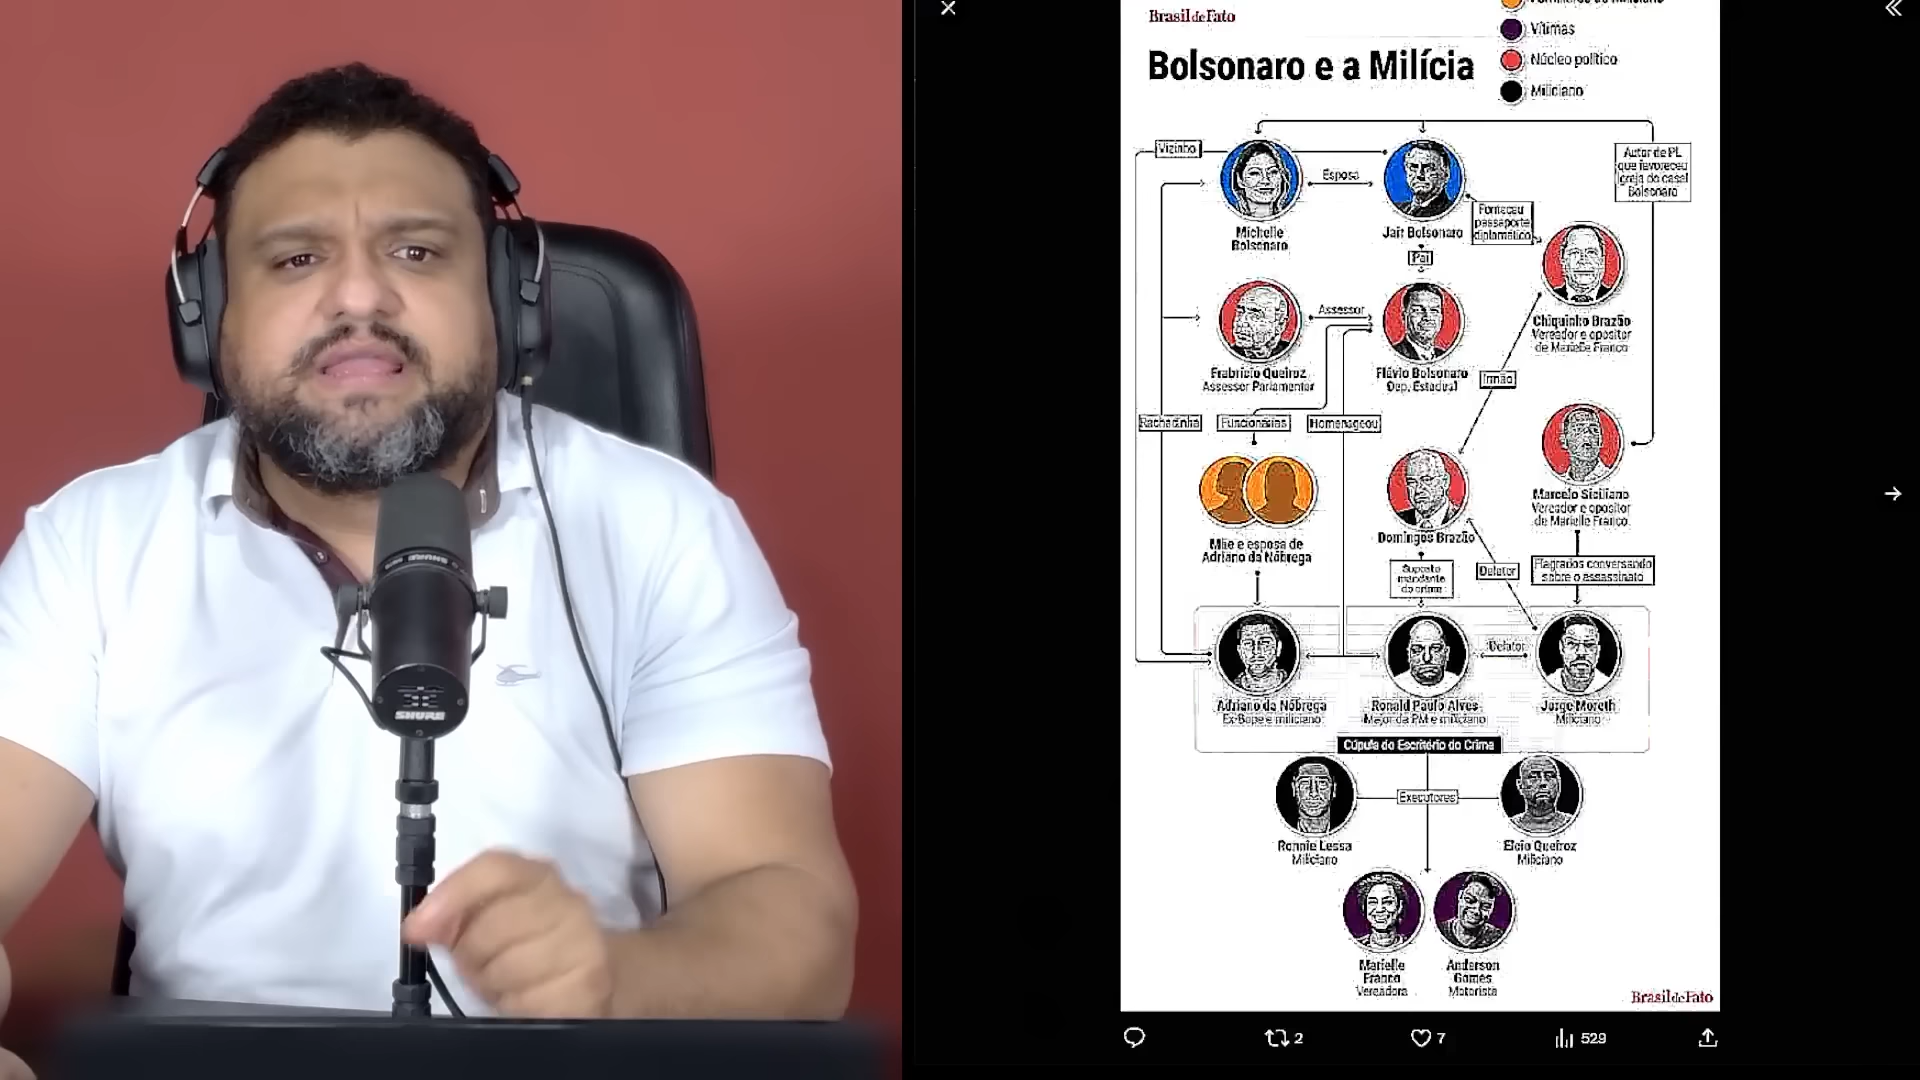 Brasil de Fato
Bolsonaro e a Milícia
Vítimas
Núcleo político
Miliciano
Vizinho
Esposa
Autor de PL
que favoreceu
igreja do casal
Bolsonaro
Michelle
Bolsonaro
Jair Bolsonaro
Forneceu
passaporte
diplomático
Pai
Assessor
Chiquinho Brazão
Vereador e opositor
de Marielle Franco
Frabrício Queiroz
Assessor Parlamentar
Flávio Bolsonaro
Dep. Estadual
Irmão
Rachadinha
Funcionárias
Homenageou
Marcelo Siciliano
Vereador e opositor
de Marielle Franco
Mãe e esposa de
Adriano da Nóbrega
Domingos Brazão
Suposto
mandante
do crime
Delator
Flagrados conversando
sobre o assassinato
Delator
Adriano da Nóbrega
Ex-Bope e miliciano
Ronald Paulo Alves
Major da PM e miliciano
Jorge Moreth
Miliciano
Cúpula do Escritório do Crime
Executores
Ronnie Lessa
Miliciano
Elcio Queiroz
Miliciano
Marielle
Franco
Vereadora
Anderson
Gomes
Motorista
Brasil de Fato
2
7
529
SHURE
SHURE